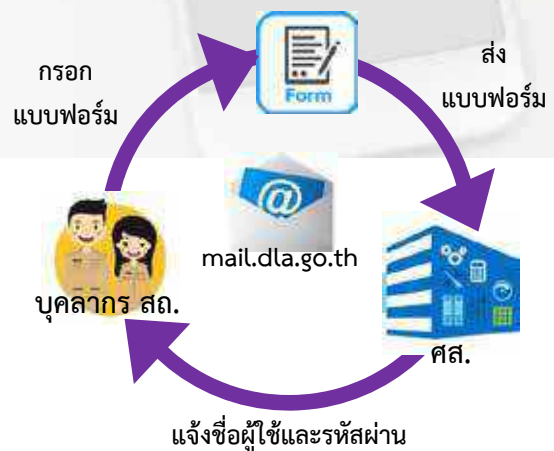 กรอก
แบบฟอร์ม
Form
ส่ง
แบบฟอร์ม
@
mail.dla.go.th
บุคลากร สถ.
ศส.
แจ้งชื่อผู้ใช้และรหัสผ่าน